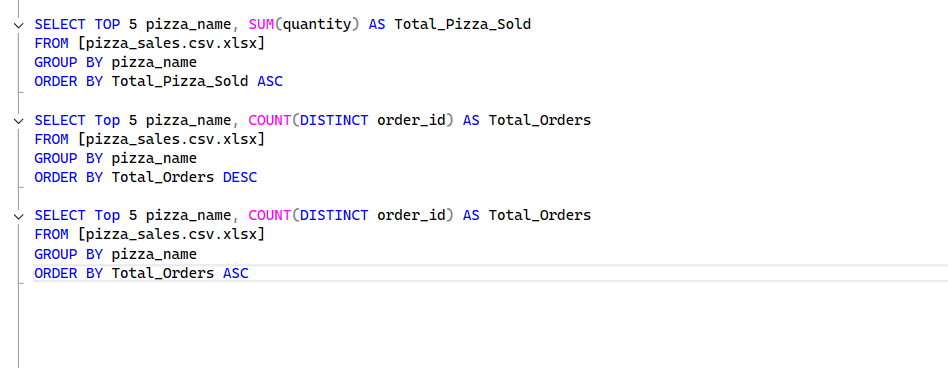 SELECT TOP 5 pizza_name, SUM(quantity) AS Total_Pizza_Sold
FROM [pizza_sales.csv.xlsx]
GROUP BY pizza_name
ORDER BY Total_Pizza_Sold ASC
SELECT Top 5 pizza_name, COUNT(DISTINCT order_id) AS Total_Orders
FROM [pizza_sales.csv.xlsx]
GROUP BY pizza_name
ORDER BY Total_Orders DESC
SELECT Top 5 pizza_name, COUNT(DISTINCT order_id) AS Total_Orders
FROM [pizza_sales.csv.xlsx]
GROUP BY pizza_name
ORDER BY Total_Orders ASC